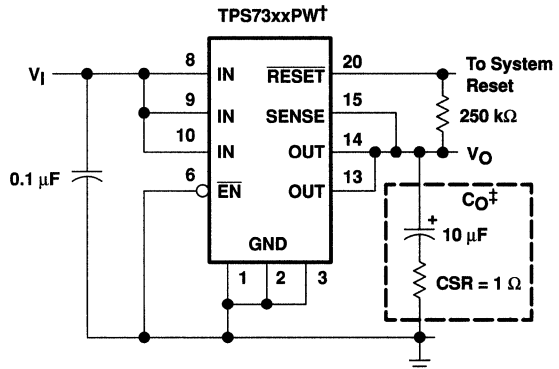 TPS73xxPW†
V_I
8
IN
9
IN
10
IN
6
EN
0.1 μF
RESET
20
SENSE
15
OUT
14
OUT
13
GND
1
2
3
To System
Reset
250 kΩ
V_O
C_O‡
+
10 μF
CSR = 1 Ω